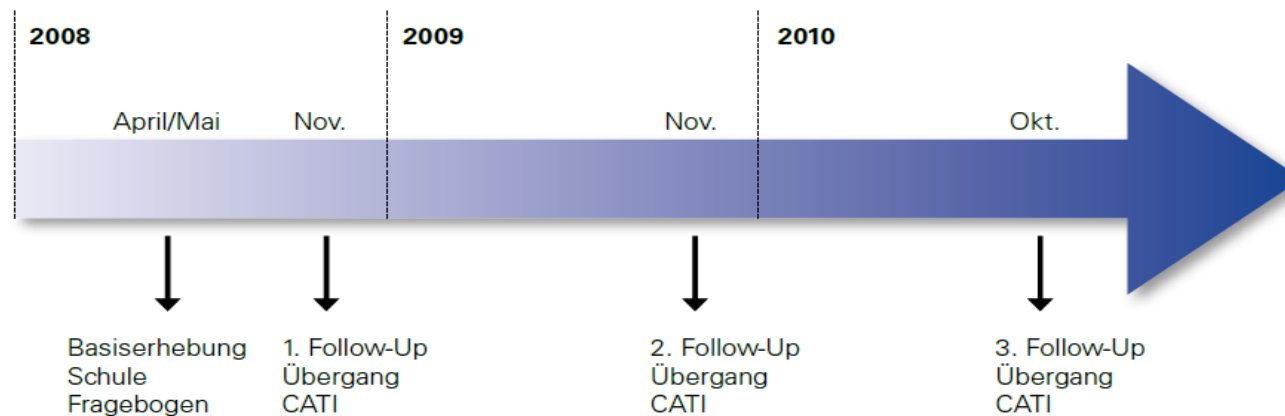 2008 2009 2010
April/Mai Nov. Nov. Okt.
Basiserhebung 1. Follow-Up 2. Follow-Up 3. Follow-Up
Schule Übergang Übergang Übergang
Fragebogen CATI CATI CATI